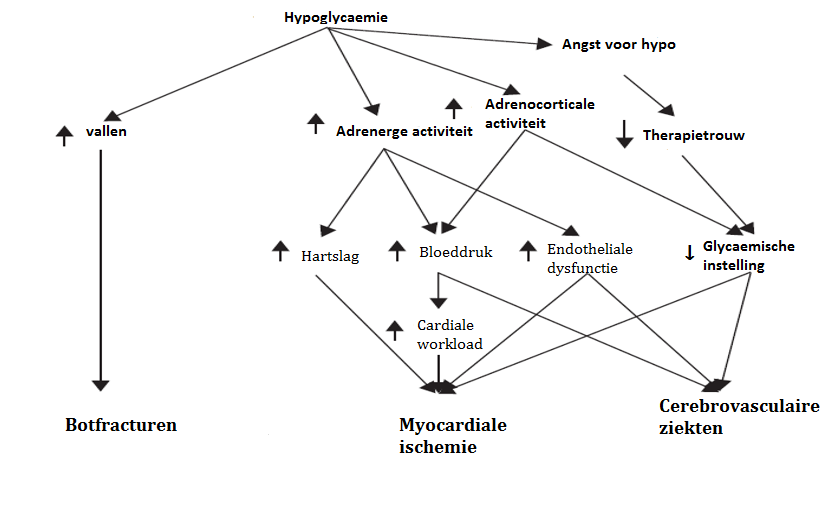 Hypoglycaemie
Angst voor hypo
vallen
Adrenerge activiteit
Adrenocorticale
activiteit
Therapietrouw
Hartslag
Bloeddruk
Endotheliale
dysfunctie
Glycaemische
instelling
Cardiale
workload
Botfracturen
Myocardiale
ischemie
Cerebrovasculaire
ziekten